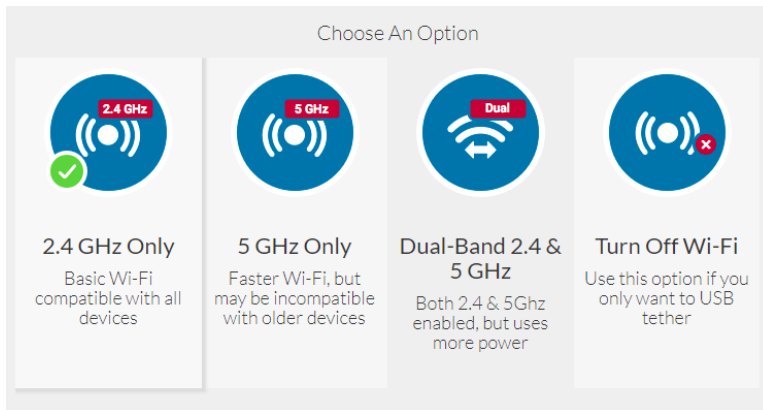 Choose An Option
2.4 GHz
5 GHz
Dual
2.4 GHz Only
Basic Wi-Fi
compatible with all
devices
5 GHz Only
Faster Wi-Fi, but
may be incompatible
with older devices
Dual-Band 2.4 &
5 GHz
Both 2.4 & 5Ghz
enabled, but uses
more power
Turn Off Wi-Fi
Use this option if you
only want to USB
tether